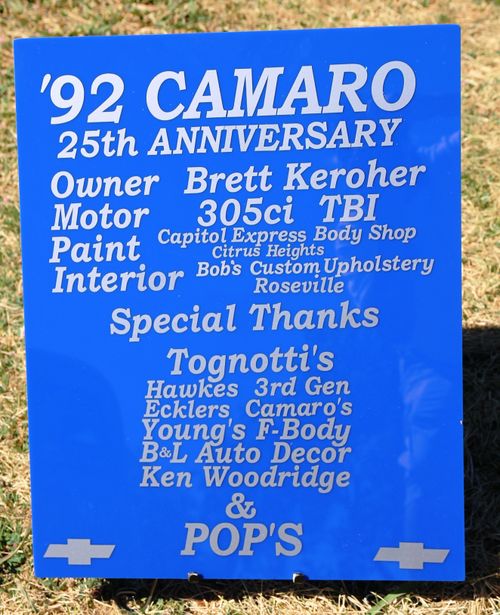 '92 CAMARO
25th ANNIVERSARY
Owner Brett Keroher
Motor 305ci TBI
Paint Capitol Express Body Shop
Citrus Heights
Interior Bob's Custom Upholstery
Roseville
Special Thanks
Tognotti's
Hawkes 3rd Gen
Ecklers Camaro's
Young's F-Body
B&L Auto Decor
Ken Woodridge
&
POP'S